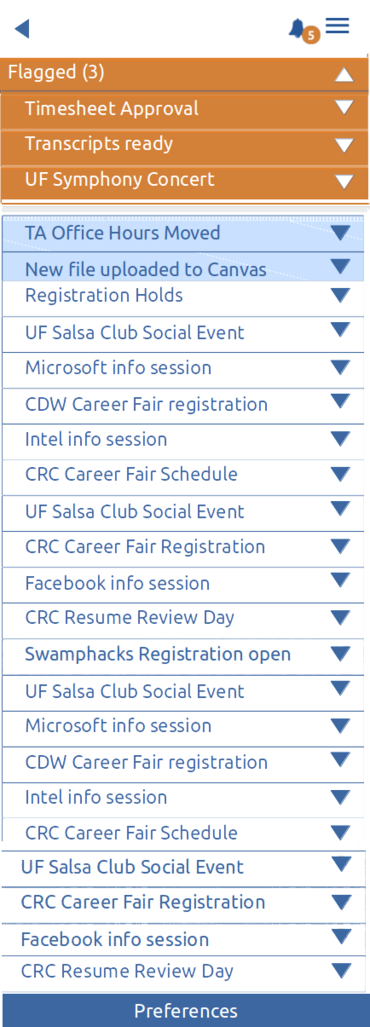 5
Flagged (3)
Timesheet Approval
Transcripts ready
UF Symphony Concert
TA Office Hours Moved
New file uploaded to Canvas
Registration Holds
UF Salsa Club Social Event
Microsoft info session
CDW Career Fair registration
Intel info session
CRC Career Fair Schedule
UF Salsa Club Social Event
CRC Career Fair Registration
Facebook info session
CRC Resume Review Day
Swamphacks Registration open
UF Salsa Club Social Event
Microsoft info session
CDW Career Fair registration
Intel info session
CRC Career Fair Schedule
UF Salsa Club Social Event
CRC Career Fair Registration
Facebook info session
CRC Resume Review Day
Preferences